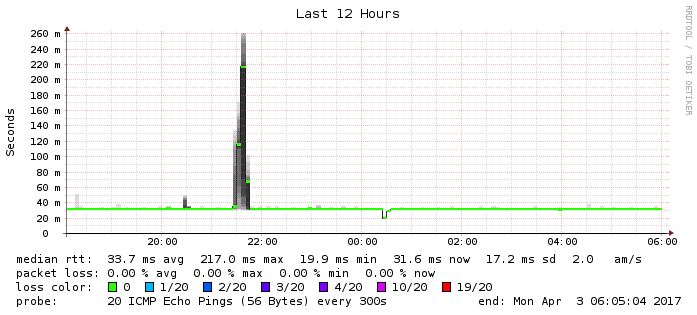 Last 12 Hours
RRDTOOL / TOBI OETIKER
Seconds
260 m
240 m
220 m
200 m
180 m
160 m
140 m
120 m
100 m
80 m
60 m
40 m
20 m
0
20:00 22:00 00:00 02:00 04:00 06:00
median rtt: 33.7 ms avg 217.0 ms max 19.9 ms min 31.6 ms now 17.2 ms sd 2.0 am/s
packet loss: 0.00 % avg 0.00 % max 0.00 % min 0.00 % now
loss color: 0 1/20 2/20 3/20 4/20 10/20 19/20
probe: 20 ICMP Echo Pings (56 Bytes) every 300s end: Mon Apr 3 06:05:04 2017